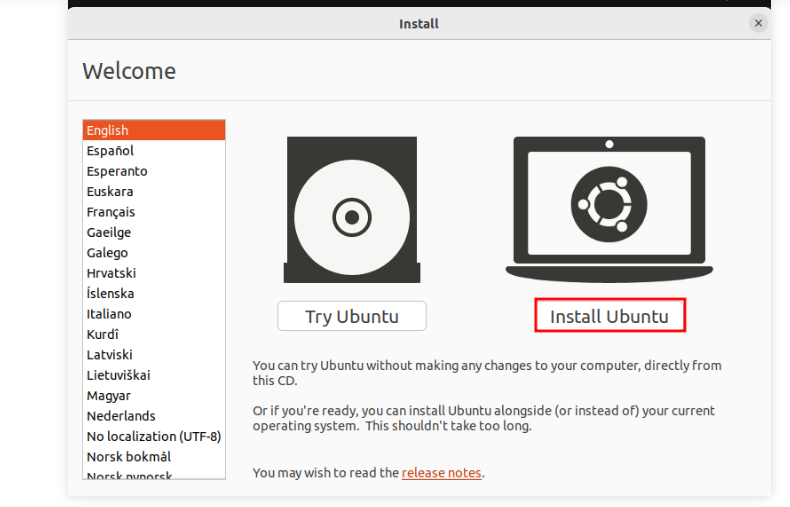 Install
Welcome
English
Español
Esperanto
Euskara
Français
Gaeilge
Galego
Hrvatski
Íslenska
Italiano
Kurdî
Latviski
Lietuviškai
Magyar
Nederlands
No localization (UTF-8)
Norsk bokmål
Norsk nynorsk
Try Ubuntu
Install Ubuntu
You can try Ubuntu without making any changes to your computer, directly from
this CD.
Or if you're ready, you can install Ubuntu alongside (or instead of) your current
operating system. This shouldn't take too long.
You may wish to read the release notes.